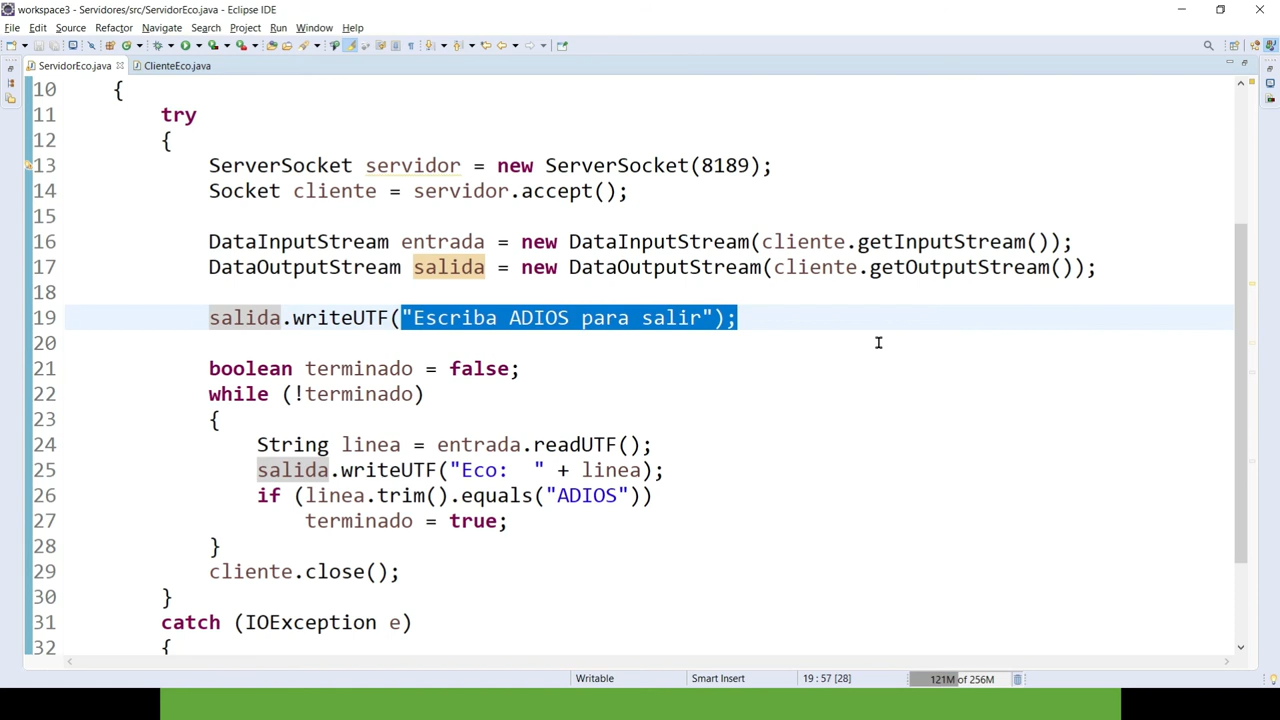 workspace3 - Servidores/src/ServidorEco.java - Eclipse IDE
File Edit Source Refactor Navigate Search Project Run Window Help
ServidorEco.java ClienteEco.java
10 {
11 try
12 {
13 ServerSocket servidor = new ServerSocket(8189);
14 Socket cliente = servidor.accept();
15
16 DataInputStream entrada = new DataInputStream(cliente.getInputStream());
17 DataOutputStream salida = new DataOutputStream(cliente.getOutputStream());
18
19 salida.writeUTF("Escriba ADIOS para salir");
20
21 boolean terminado = false;
22 while (!terminado)
23 {
24 String linea = entrada.readUTF();
25 salida.writeUTF("Eco:  " + linea);
26 if (linea.trim().equals("ADIOS"))
27 terminado = true;
28 }
29 cliente.close();
30 }
31 catch (IOException e)
32 {
Writable Smart Insert 19 : 57 [28] 121M of 256M